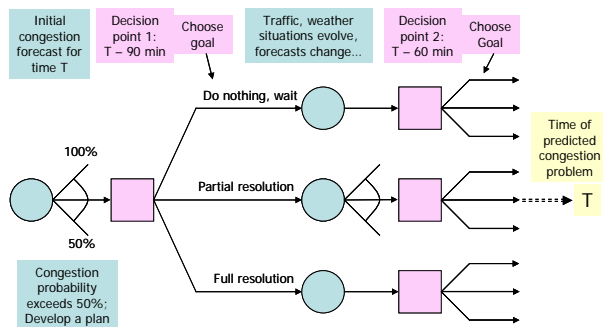 Initial
congestion
forecast for
time T
Decision
point 1:
T – 90 min
Choose
goal
Traffic, weather
situations evolve,
forecasts change...
Decision
point 2:
T – 60 min
Choose
Goal
Do nothing, wait
Time of
predicted
congestion
problem
100%
Partial resolution
T
50%
Full resolution
Congestion
probability
exceeds 50%;
Develop a plan